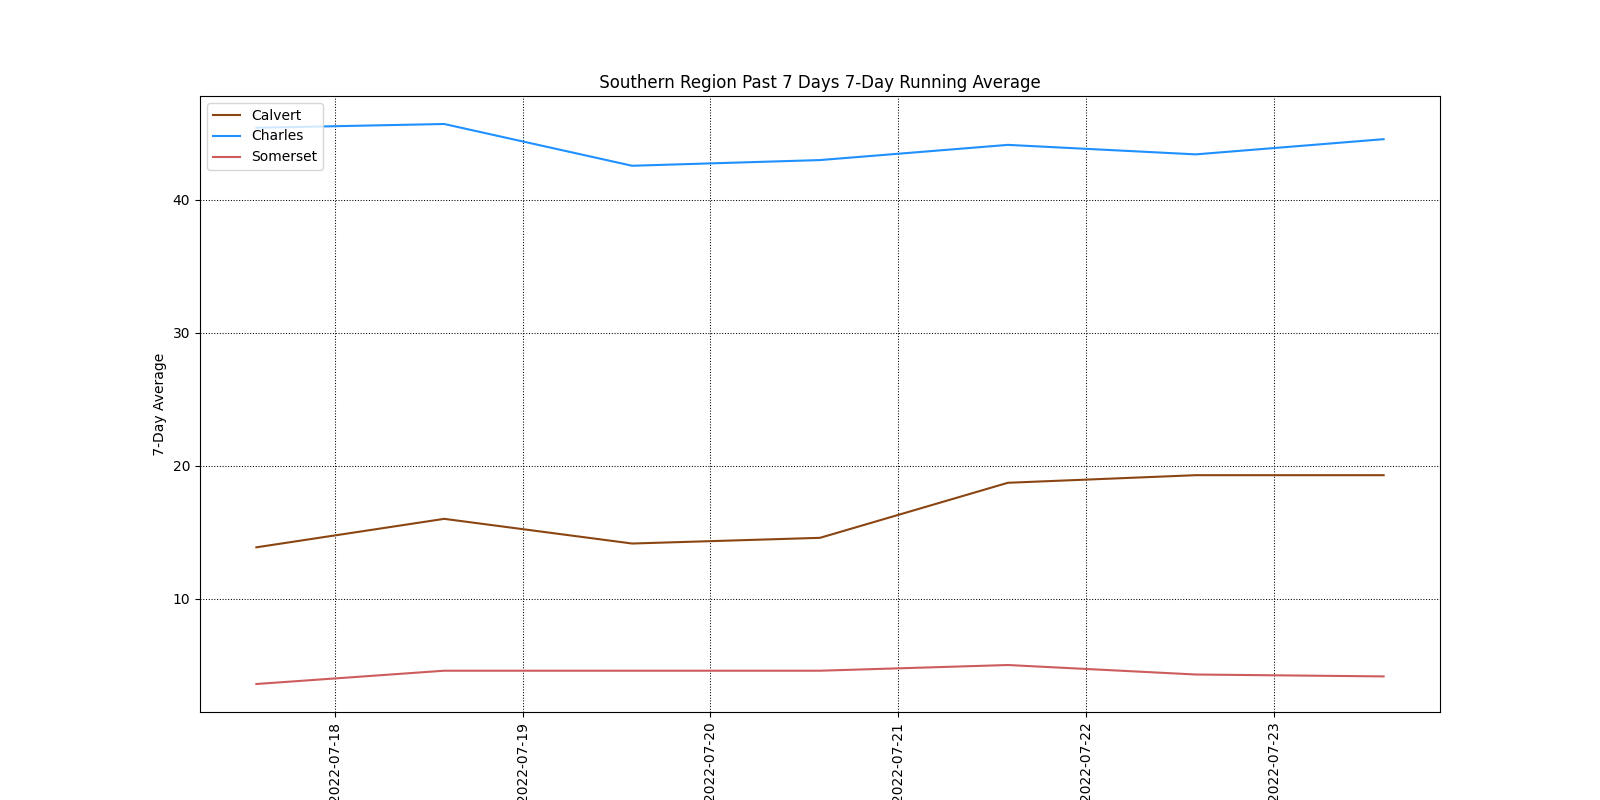 Southern Region Past 7 Days 7-Day Running Average
Calvert
Charles
Somerset
40
30
20
10
7-Day Average
2022-07-18
2022-07-19
2022-07-20
2022-07-21
2022-07-22
2022-07-23